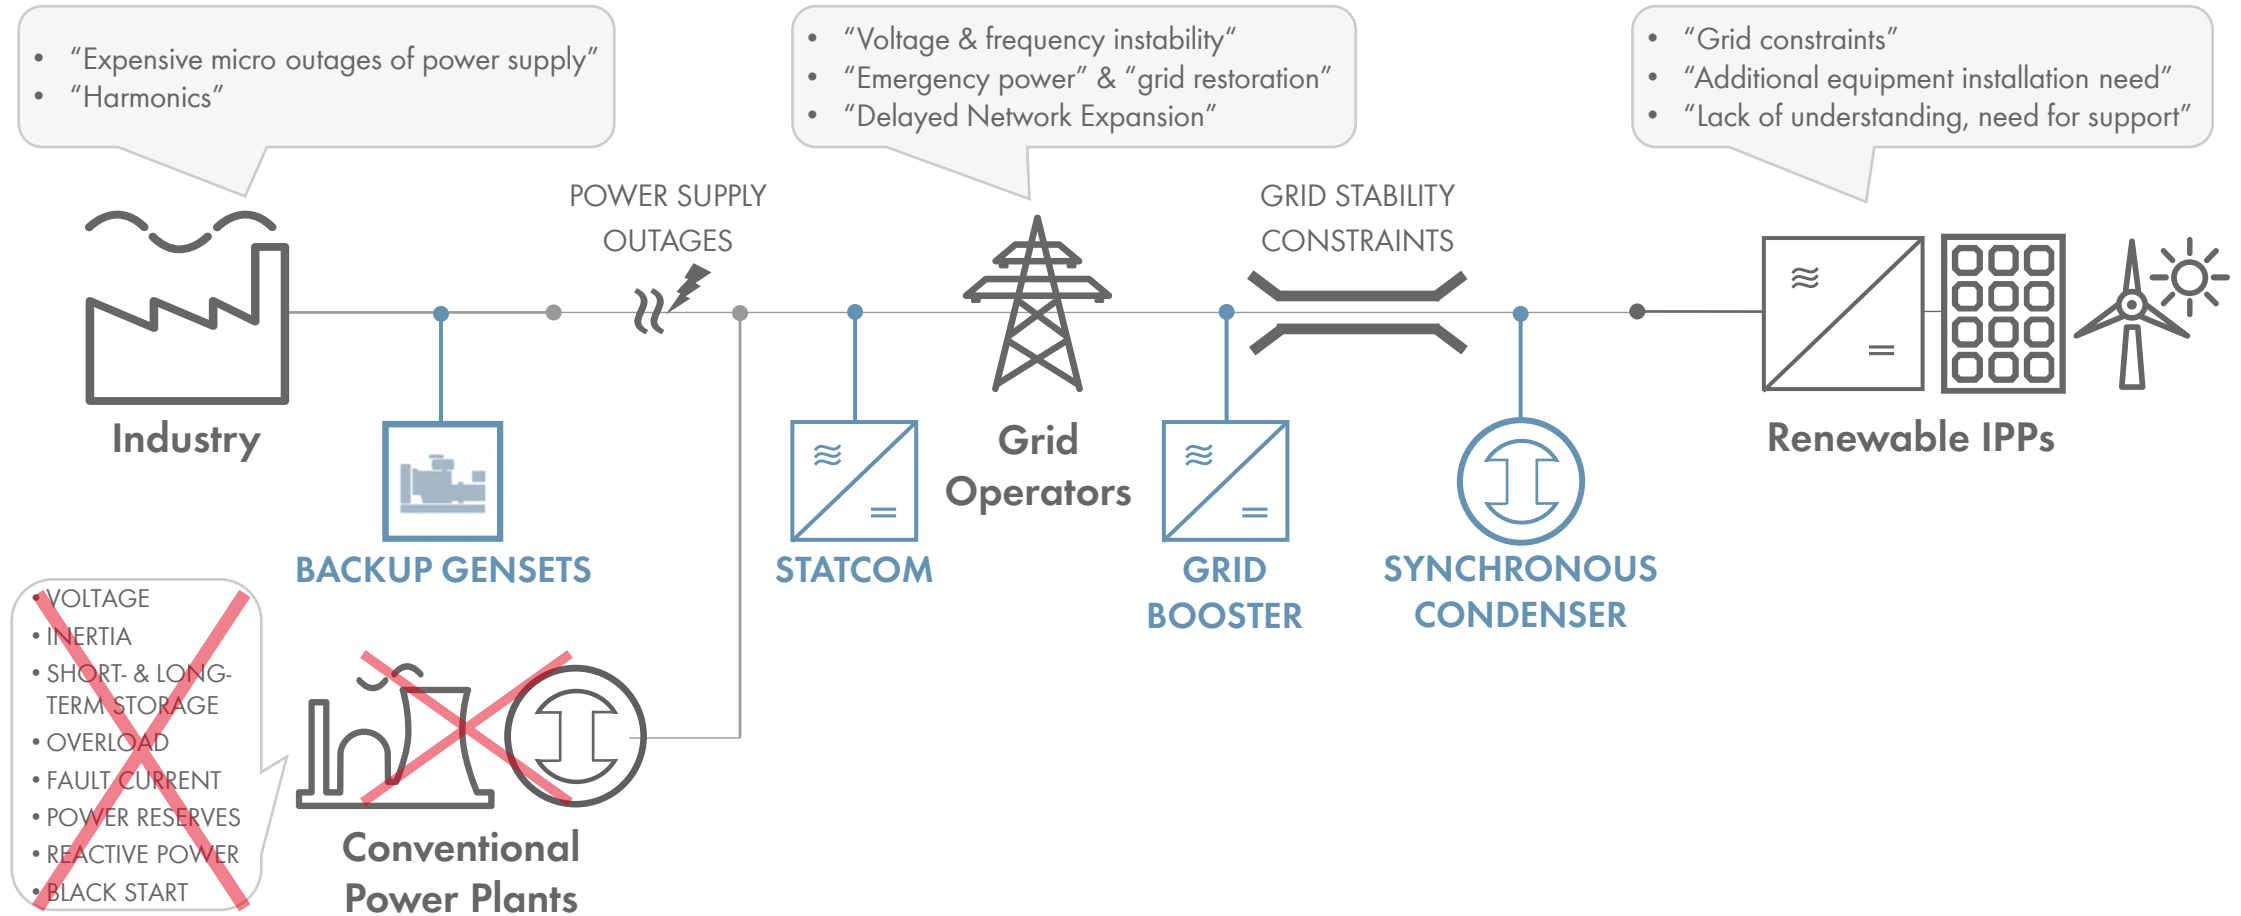 • “Expensive micro outages of power supply”
• “Harmonics”
• “Voltage & frequency instability“
• “Emergency power” & “grid restoration”
• “Delayed Network Expansion”
• “Grid constraints”
• “Additional equipment installation need”
• “Lack of understanding, need for support”
POWER SUPPLY
OUTAGES
GRID STABILITY
CONSTRAINTS
Industry
Grid
Operators
Renewable IPPs
BACKUP GENSETS
STATCOM
GRID
BOOSTER
SYNCHRONOUS
CONDENSER
• VOLTAGE
• INERTIA
• SHORT- & LONG-
TERM STORAGE
• OVERLOAD
• FAULT CURRENT
• POWER RESERVES
• REACTIVE POWER
• BLACK START
Conventional
Power Plants